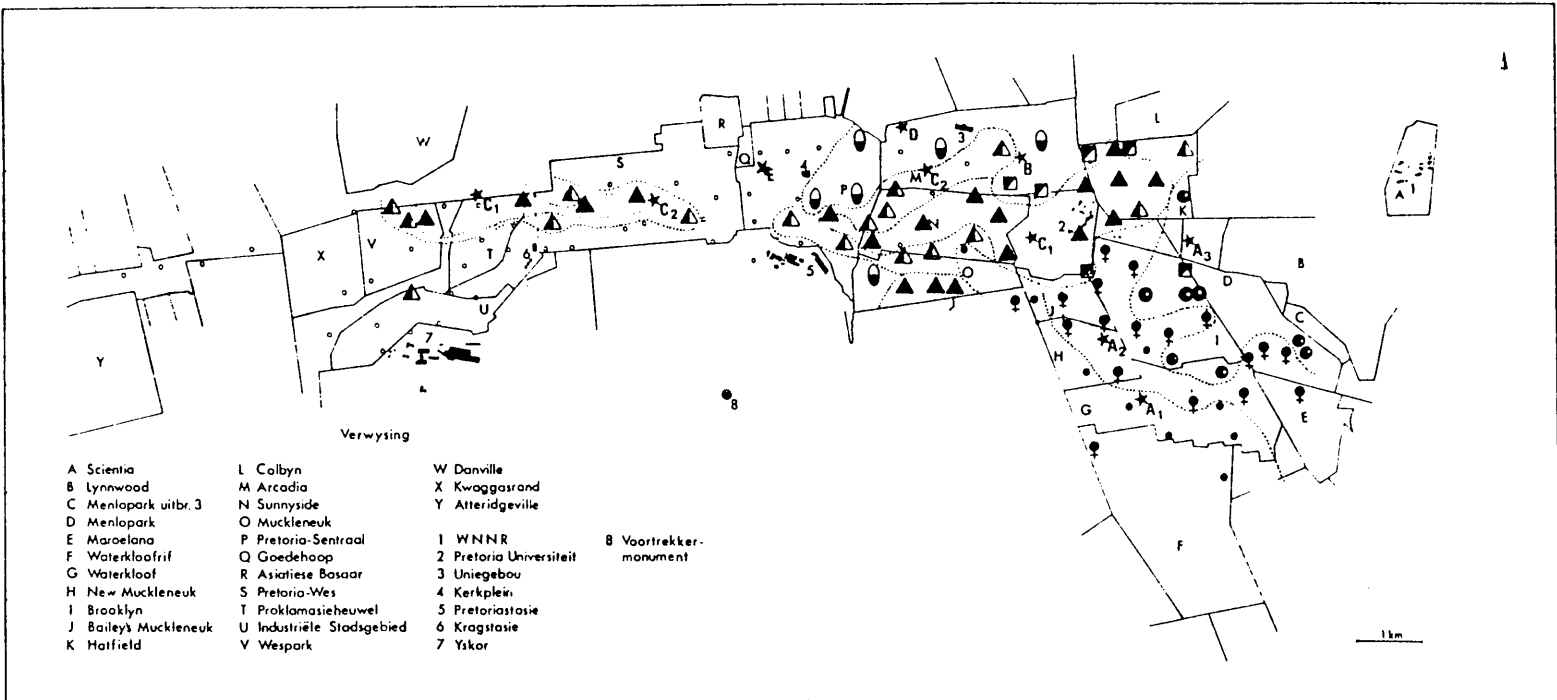 1
L
R
W
D
3
S
Q
E
4
B
M
C2
A
1
P
K
C1
C2
N
2
C1
A3
V
T
X
6
5
O
B
D
U
J
C
7
A2
I
H
Y
8
G
A1
E
F
1 km
Verwysing
A Scientia
B Lynnwood
C Menlopark uitbr. 3
D Menlopark
E Maroelana
F Waterkloofrif
G Waterkloof
H New Muckleneuk
I Brooklyn
J Bailey's Muckleneuk
K Hatfield
L Colbyn
M Arcadia
N Sunnyside
O Muckleneuk
P Pretoria-Sentraal
Q Goedehoop
R Asiatiese Basaar
S Pretoria-Wes
T Proklamasieheuwel
U Industriële Stadsgebied
V Wespark
W Danville
X Kwaggasrand
Y Atteridgeville
1 WNNR
2 Pretoria Universiteit
3 Uniegebou
4 Kerkplein
5 Pretoriastasie
6 Kragstasie
7 Yskor
8 Voortrekker-
monument